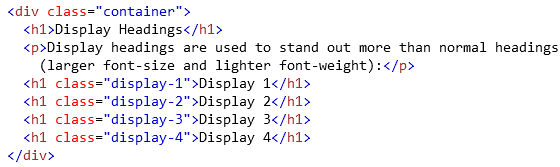 <div class="container">
  <h1>Display Headings</h1>
  <p>Display headings are used to stand out more than normal headings
    (larger font-size and lighter font-weight):</p>
  <h1 class="display-1">Display 1</h1>
  <h1 class="display-2">Display 2</h1>
  <h1 class="display-3">Display 3</h1>
  <h1 class="display-4">Display 4</h1>
</div>